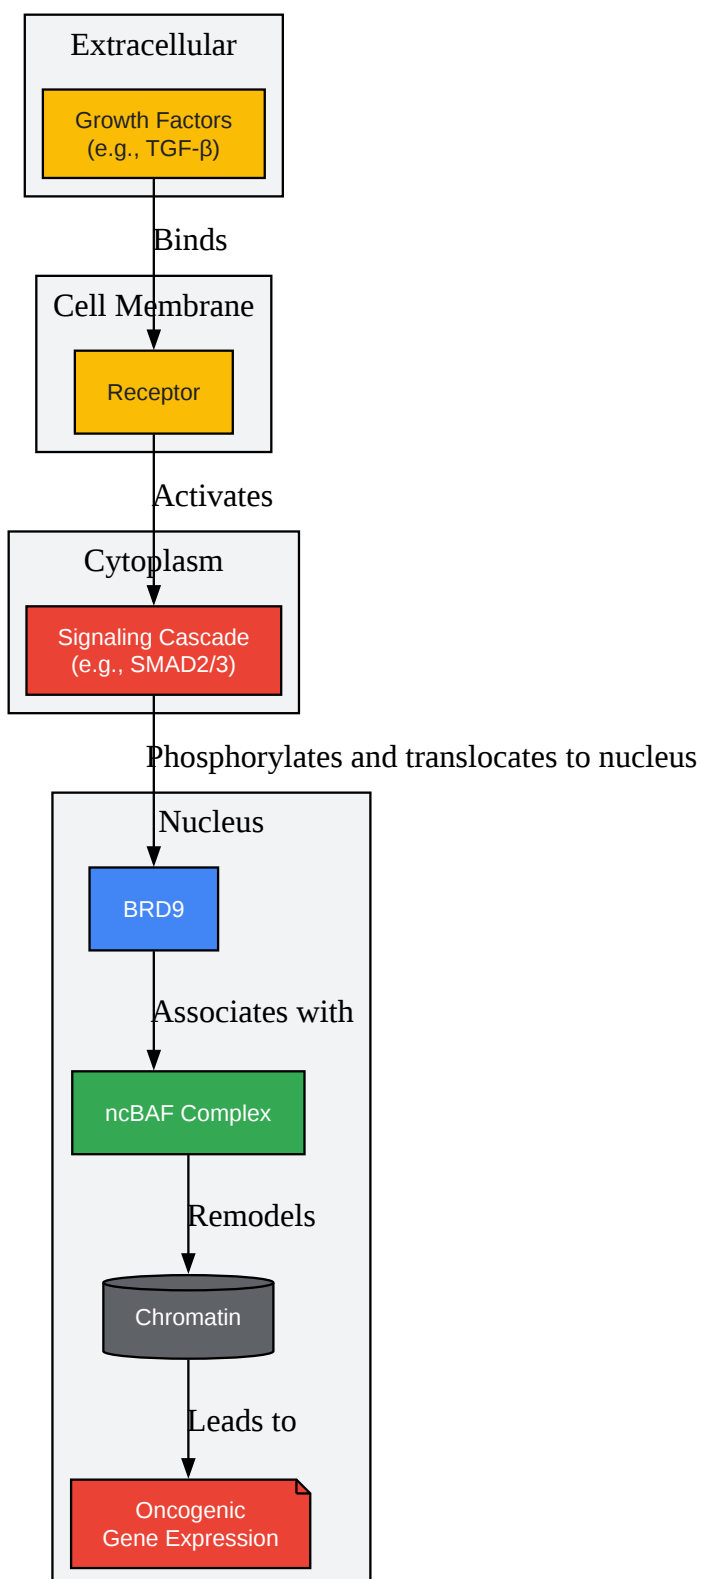 Extracellular
Growth Factors
(e.g., TGF-β)
Binds
Cell Membrane
Receptor
Activates
Cytoplasm
Signaling Cascade
(e.g., SMAD2/3)
Phosphorylates and translocates to nucleus
Nucleus
BRD9
Associates with
ncBAF Complex
Remodels
Chromatin
Leads to
Oncogenic
Gene Expression